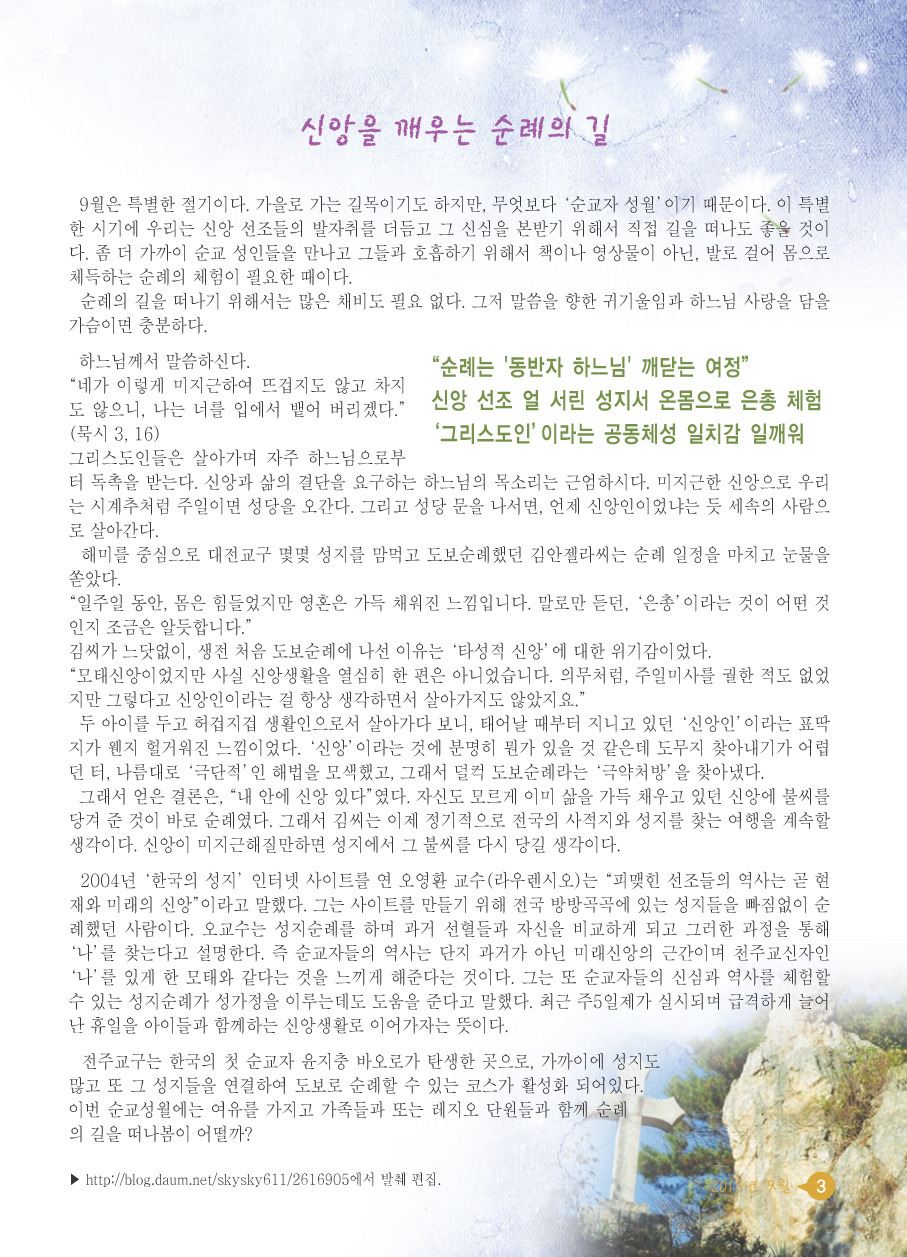 신앙을 깨우는 순례의 길
9월은 특별한 절기이다. 가을로 가는 길목이기도 하지만, 무엇보다 ‘순교자 성월’이기 때문이다. 이 특별
한 시기에 우리는 신앙 선조들의 발자취를 더듬고 그 신심을 본받기 위해서 직접 길을 떠나도 좋을 것이
다. 좀 더 가까이 순교 성인들을 만나고 그들과 호흡하기 위해서 책이나 영상물이 아닌, 발로 걸어 몸으로
체득하는 순례의 체험이 필요한 때이다.
순례의 길을 떠나기 위해서는 많은 채비도 필요 없다. 그저 말씀을 향한 귀기울임과 하느님 사랑을 담을
가슴이면 충분하다.
하느님께서 말씀하신다.
“네가 이렇게 미지근하여 뜨겁지도 않고 차지
도 않으니, 나는 너를 입에서 뱉어 버리겠다.”
(묵시 3, 16)
“순례는 '동반자 하느님' 깨닫는 여정”
신앙 선조 얼 서린 성지서 온몸으로 은총 체험
‘그리스도인’이라는 공동체성 일치감 일깨워
그리스도인들은 살아가며 자주 하느님으로부
터 독촉을 받는다. 신앙과 삶의 결단을 요구하는 하느님의 목소리는 근엄하시다. 미지근한 신앙으로 우리
는 시계추처럼 주일이면 성당을 오간다. 그리고 성당 문을 나서면, 언제 신앙인이었냐는 듯 세속의 사람으
로 살아간다.
해미를 중심으로 대전교구 몇몇 성지를 맘먹고 도보순례했던 김안젤라씨는 순례 일정을 마치고 눈물을
쏟았다.
“일주일 동안, 몸은 힘들었지만 영혼은 가득 채워진 느낌입니다. 말로만 듣던, ‘은총’이라는 것이 어떤 것
인지 조금은 알듯합니다.”
김씨가 느닷없이, 생전 처음 도보순례에 나선 이유는 ‘타성적 신앙’에 대한 위기감이었다.
“모태신앙이었지만 사실 신앙생활을 열심히 한 편은 아니었습니다. 의무처럼, 주일미사를 궐한 적도 없었
지만 그렇다고 신앙인이라는 걸 항상 생각하면서 살아가지도 않았지요.”
두 아이를 두고 허겁지겁 생활인으로서 살아가다 보니, 태어날 때부터 지니고 있던 ‘신앙인’이라는 표딱
지가 웬지 헐거워진 느낌이었다. ‘신앙’이라는 것에 분명히 뭔가 있을 것 같은데 도무지 찾아내기가 어렵
던 터, 나름대로 ‘극단적’인 해법을 모색했고, 그래서 덜컥 도보순례라는 ‘극약처방’을 찾아냈다.
그래서 얻은 결론은, “내 안에 신앙 있다”였다. 자신도 모르게 이미 삶을 가득 채우고 있던 신앙에 불씨를
당겨 준 것이 바로 순례였다. 그래서 김씨는 이제 정기적으로 전국의 사적지와 성지를 찾는 여행을 계속할
생각이다. 신앙이 미지근해질만하면 성지에서 그 불씨를 다시 당길 생각이다.
2004년 ‘한국의 성지’ 인터넷 사이트를 연 오영환 교수(라우렌시오)는 “피맺힌 선조들의 역사는 곧 현
재와 미래의 신앙”이라고 말했다. 그는 사이트를 만들기 위해 전국 방방곡곡에 있는 성지들을 빠짐없이 순
례했던 사람이다. 오교수는 성지순례를 하며 과거 선혈들과 자신을 비교하게 되고 그러한 과정을 통해
‘나’를 찾는다고 설명한다. 즉 순교자들의 역사는 단지 과거가 아닌 미래신앙의 근간이며 천주교신자인
‘나’를 있게 한 모태와 같다는 것을 느끼게 해준다는 것이다. 그는 또 순교자들의 신심과 역사를 체험할
수 있는 성지순례가 성가정을 이루는데도 도움을 준다고 말했다. 최근 주5일제가 실시되며 급격하게 늘어
난 휴일을 아이들과 함께하는 신앙생활로 이어가자는 뜻이다.
전주교구는 한국의 첫 순교자 윤지충 바오로가 탄생한 곳으로, 가까이에 성지도
많고 또 그 성지들을 연결하여 도보로 순례할 수 있는 코스가 활성화 되어있다.
이번 순교성월에는 여유를 가지고 가족들과 또는 레지오 단원들과 함께 순례
의 길을 떠나봄이 어떨까?
▶ http://blog.daum.net/skysky611/2616905에서 발췌 편집.
9월 3